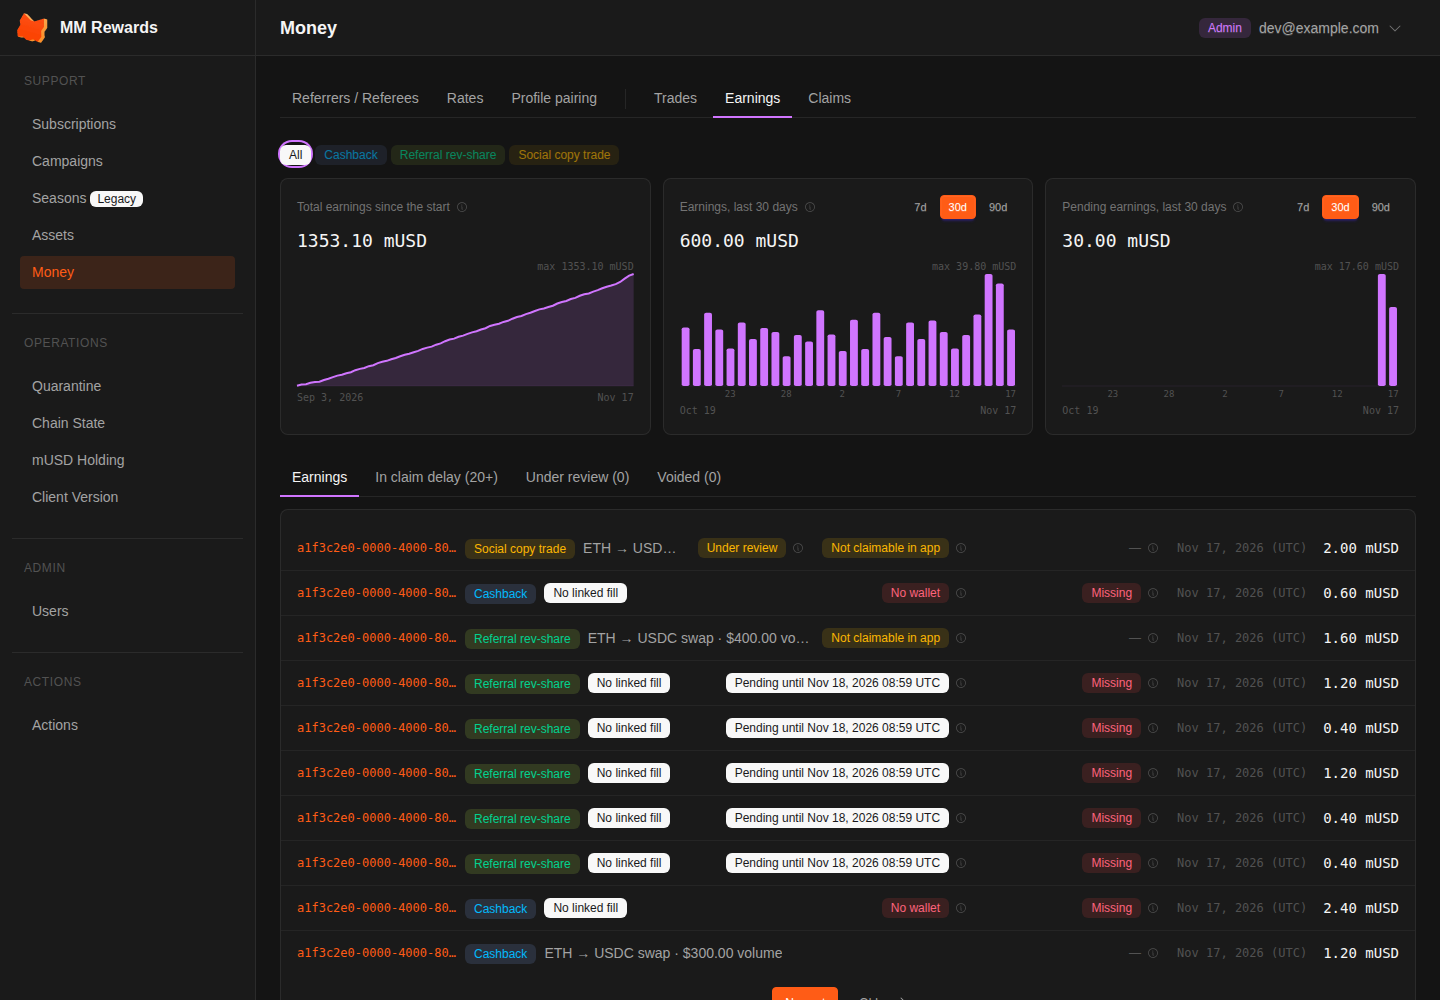 MM Rewards
Money
Admin dev@example.com
SUPPORT
Subscriptions
Campaigns
Seasons Legacy
Assets
Money
OPERATIONS
Quarantine
Chain State
mUSD Holding
Client Version
ADMIN
Users
ACTIONS
Actions
Referrers / Referees Rates Profile pairing Trades Earnings Claims
All Cashback Referral rev-share Social copy trade
Total earnings since the start
1353.10 mUSD
max 1353.10 mUSD
Sep 3, 2026 Nov 17
Earnings, last 30 days 7d 30d 90d
600.00 mUSD
max 39.80 mUSD
23 28 2 7 12 17
Oct 19 Nov 17
Pending earnings, last 30 days 7d 30d 90d
30.00 mUSD
max 17.60 mUSD
23 28 2 7 12 17
Oct 19 Nov 17
Earnings In claim delay (20+) Under review (0) Voided (0)
a1f3c2e0-0000-4000-80… Social copy trade ETH → USD… Under review Not claimable in app — Nov 17, 2026 (UTC) 2.00 mUSD
a1f3c2e0-0000-4000-80… Cashback No linked fill No wallet Missing Nov 17, 2026 (UTC) 0.60 mUSD
a1f3c2e0-0000-4000-80… Referral rev-share ETH → USDC swap · $400.00 vo… Not claimable in app — Nov 17, 2026 (UTC) 1.60 mUSD
a1f3c2e0-0000-4000-80… Referral rev-share No linked fill Pending until Nov 18, 2026 08:59 UTC Missing Nov 17, 2026 (UTC) 1.20 mUSD
a1f3c2e0-0000-4000-80… Referral rev-share No linked fill Pending until Nov 18, 2026 08:59 UTC Missing Nov 17, 2026 (UTC) 0.40 mUSD
a1f3c2e0-0000-4000-80… Referral rev-share No linked fill Pending until Nov 18, 2026 08:59 UTC Missing Nov 17, 2026 (UTC) 1.20 mUSD
a1f3c2e0-0000-4000-80… Referral rev-share No linked fill Pending until Nov 18, 2026 08:59 UTC Missing Nov 17, 2026 (UTC) 0.40 mUSD
a1f3c2e0-0000-4000-80… Referral rev-share No linked fill Pending until Nov 18, 2026 08:59 UTC Missing Nov 17, 2026 (UTC) 0.40 mUSD
a1f3c2e0-0000-4000-80… Cashback No linked fill No wallet Missing Nov 17, 2026 (UTC) 2.40 mUSD
a1f3c2e0-0000-4000-80… Cashback ETH → USDC swap · $300.00 volume — Nov 17, 2026 (UTC) 1.20 mUSD